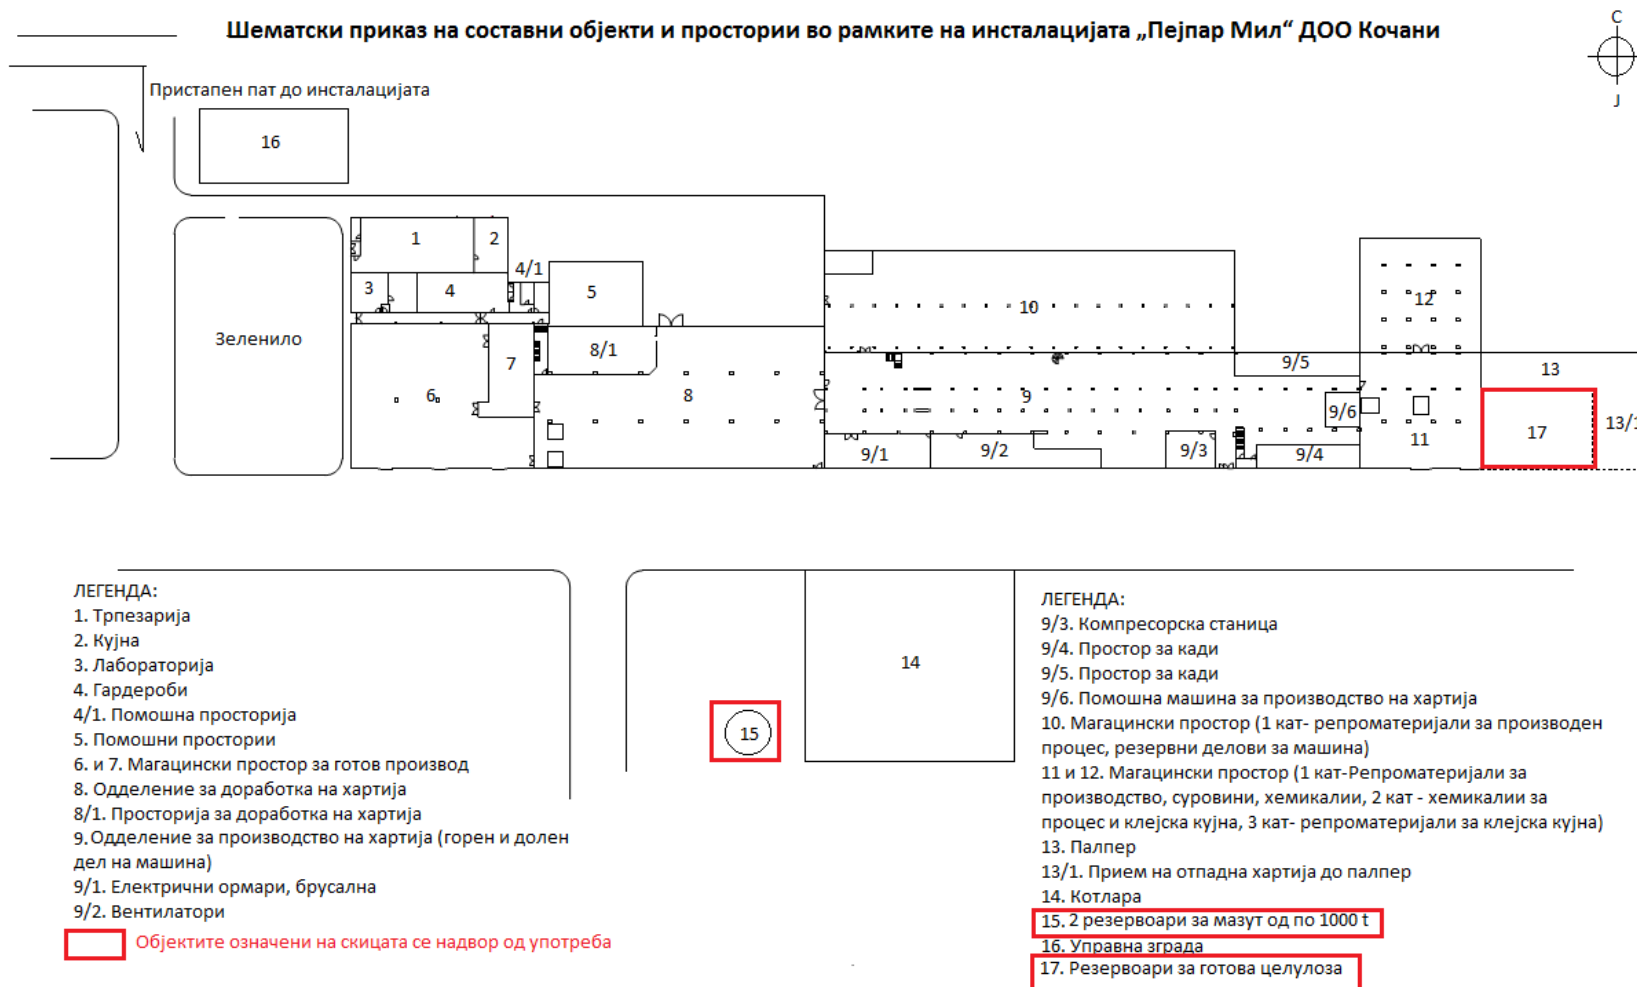 Шематски приказ на составни објекти и простории во рамките на инсталацијата „Пејпар Мил“ ДОО Кочани
С
Ј
Пристапен пат до инсталацијата
16
1
2
4/1
3
4
5
Зеленило
6
7
8/1
8
10
12
9/5
13
9
9/6
11
17
13/1
9/1
9/2
9/3
9/4
14
15
ЛЕГЕНДА:
1. Трпезарија
2. Кујна
3. Лабораторија
4. Гардероби
4/1. Помошна просторија
5. Помошни простории
6. и 7. Магацински простор за готов производ
8. Одделение за доработка на хартија
8/1. Просторија за доработка на хартија
9.Одделение за производство на хартија (горен и долен
дел на машина)
9/1. Електрични ормари, брусална
9/2. Вентилатори
Објектите означени на скицата се надвор од употреба
ЛЕГЕНДА:
9/3. Компресорска станица
9/4. Простор за кади
9/5. Простор за кади
9/6. Помошна машина за производство на хартија
10. Магацински простор (1 кат- репроматеријали за производен
процес, резервни делови за машина)
11 и 12. Магацински простор (1 кат-Репроматеријали за
производство, суровини, хемикалии, 2 кат - хемикалии за
процес и клејска кујна, 3 кат- репроматеријали за клејска кујна)
13. Палпер
13/1. Прием на отпадна хартија до палпер
14. Котлара
15. 2 резервоари за мазут од по 1000 t
16. Управна зграда
17. Резервоари за готова целулоза